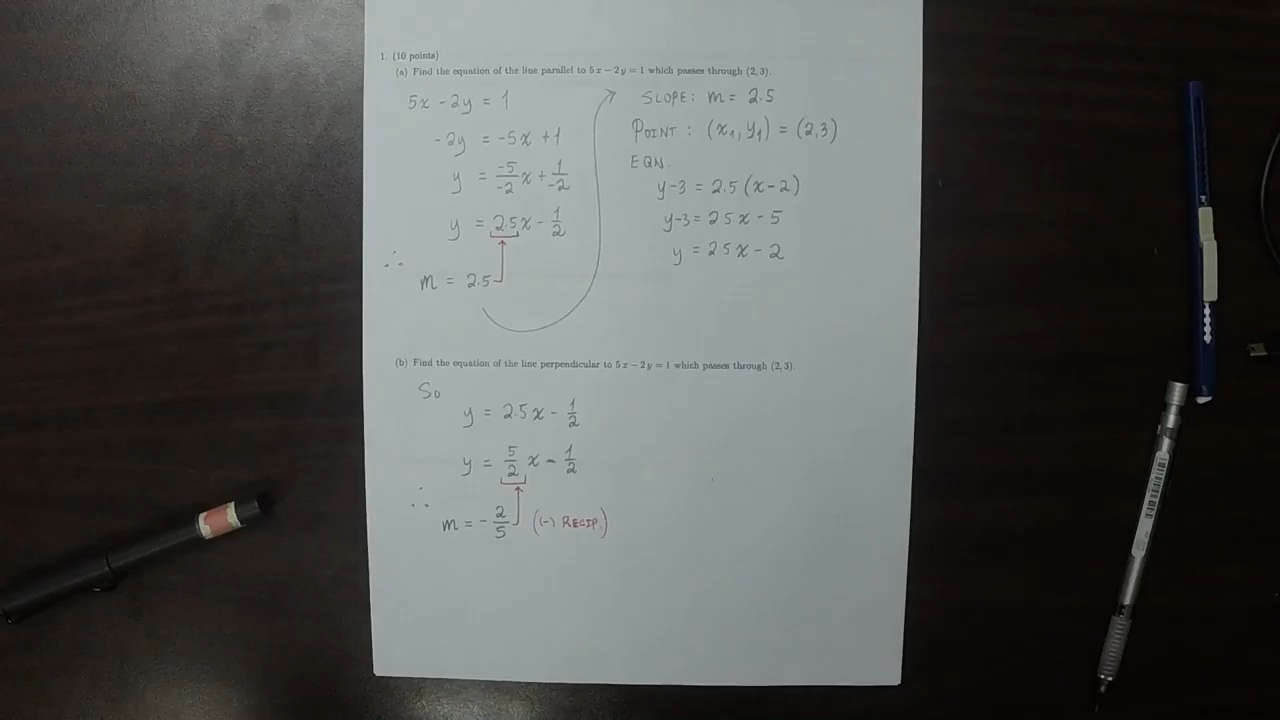 1. (10 points)
(a) Find the equation of the line parallel to 5x − 2y = 1 which passes through (2, 3).
5x - 2y = 1
-2y = -5x + 1
y = -5/-2 x + 1/-2
y = 2.5x - 1/2
∴
m = 2.5
SLOPE: m = 2.5
POINT: (x₁, y₁) = (2,3)
EQN.
y-3 = 2.5(x-2)
y-3 = 2.5x - 5
y = 2.5x - 2
(b) Find the equation of the line perpendicular to 5x − 2y = 1 which passes through (2, 3).
So
y = 2.5x - 1/2
y = 5/2 x - 1/2
∴
m = -2/5 ((-) RECIP.)